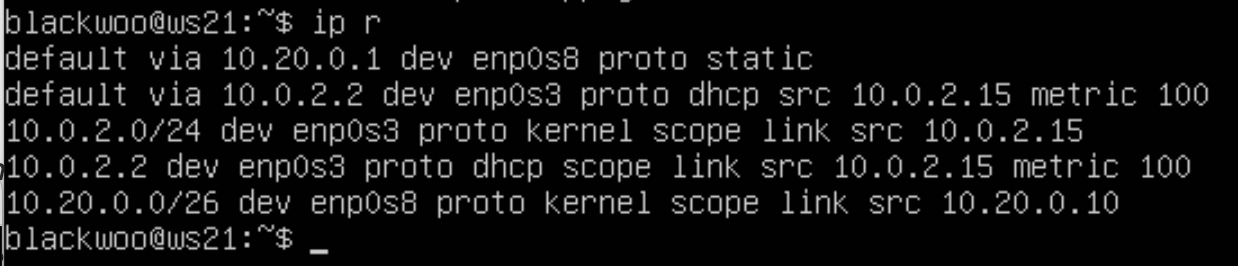 blackwoo@ws21:~$ ip r
default via 10.20.0.1 dev enp0s8 proto static
default via 10.0.2.2 dev enp0s3 proto dhcp src 10.0.2.15 metric 100
10.0.2.0/24 dev enp0s3 proto kernel scope link src 10.0.2.15
10.0.2.2 dev enp0s3 proto dhcp scope link src 10.0.2.15 metric 100
10.20.0.0/26 dev enp0s8 proto kernel scope link src 10.20.0.10
blackwoo@ws21:~$ _